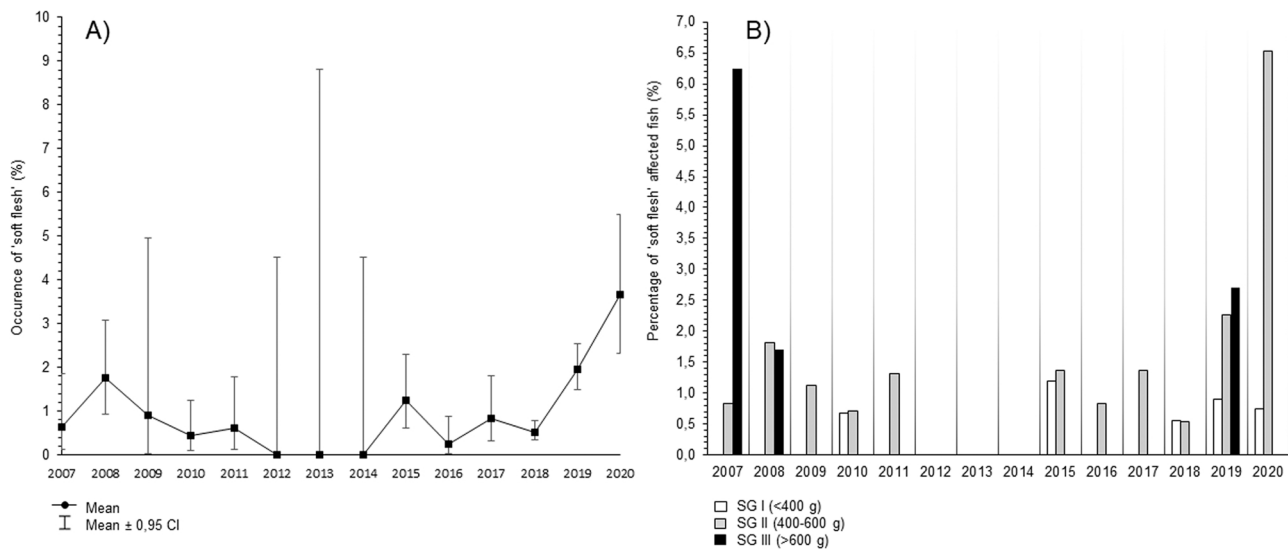 A)
Occurence of 'soft flesh' (%)
10
9
8
7
6
5
4
3
2
1
0
2007 2008 2009 2010 2011 2012 2013 2014 2015 2016 2017 2018 2019 2020
Mean
Mean ± 0,95 CI
B)
Percentage of 'soft flesh' affected fish (%)
7,0
6,5
6,0
5,5
5,0
4,5
4,0
3,5
3,0
2,5
2,0
1,5
1,0
0,5
0,0
2007 2008 2009 2010 2011 2012 2013 2014 2015 2016 2017 2018 2019 2020
SG I (<400 g)
SG II (400-600 g)
SG III (>600 g)